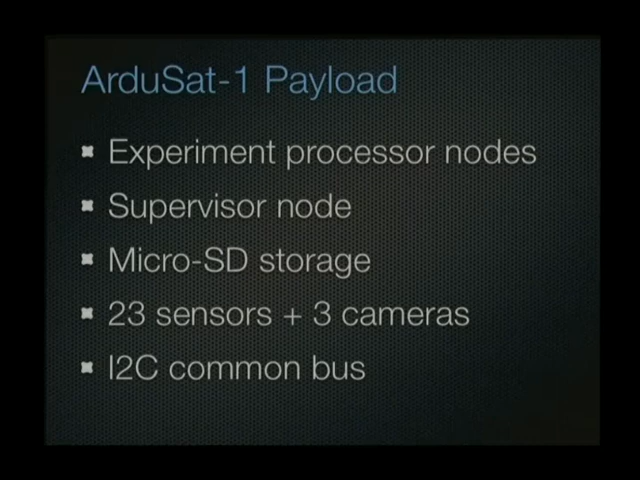 ArduSat-1 Payload
Experiment processor nodes
Supervisor node
Micro-SD storage
23 sensors + 3 cameras
I2C common bus